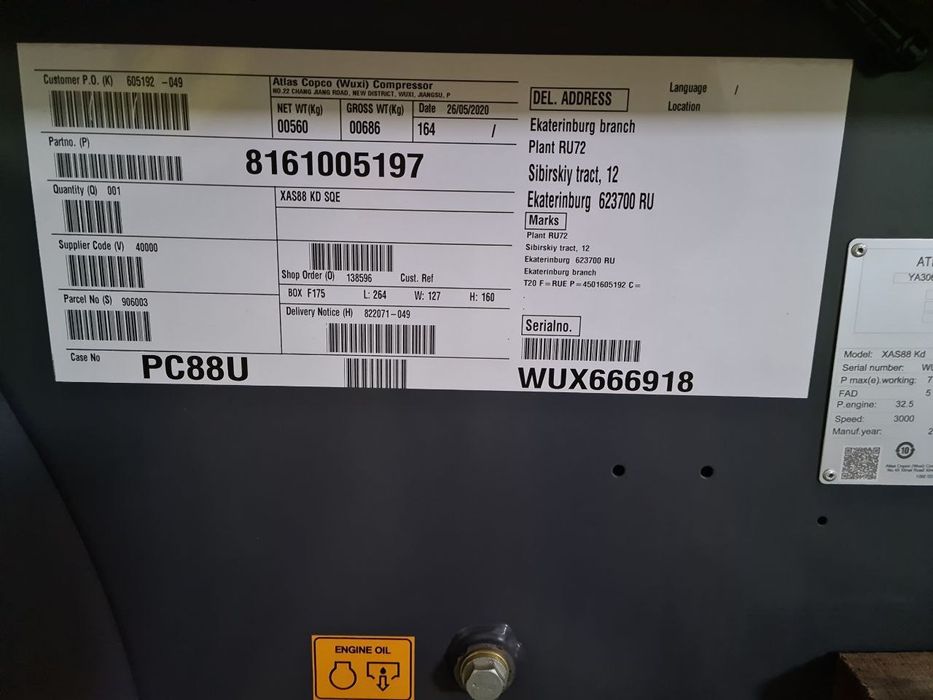 Customer P.O. (K) 605192 -049
Atlas Copco (Wuxi) Compressor
NO.22 CHANG JIANG ROAD, NEW DISTRICT, WUXI, JIANGSU, P
NET WT(Kg) GROSS WT(Kg) Date 26/05/2020
00560 00686 164 /
Partno. (P)
8161005197
Quantity (Q) 001
XAS88 KD SQE
Supplier Code (V) 40000
Shop Order (O) 138596 Cust. Ref
Parcel No (S) 906003
BOX F175 L: 264 W: 127 H: 160
Delivery Notice (H) 822071-049
Case No PC88U
DEL. ADDRESS
Language /
Location
Ekaterinburg branch
Plant RU72
Sibirskiy tract, 12
Ekaterinburg 623700 RU
Marks
Plant RU72
Sibirskiy tract, 12
Ekaterinburg 623700 RU
Ekaterinburg branch
T20 F=RUE P=4501605192 C=
Serialno.
WUX666918
YA306
Model: XAS88 Kd
Serial number:
P max(e).working: 7
FAD 5
P.engine: 32.5
Speed: 3000
Manuf.year: 2
10
ENGINE OIL